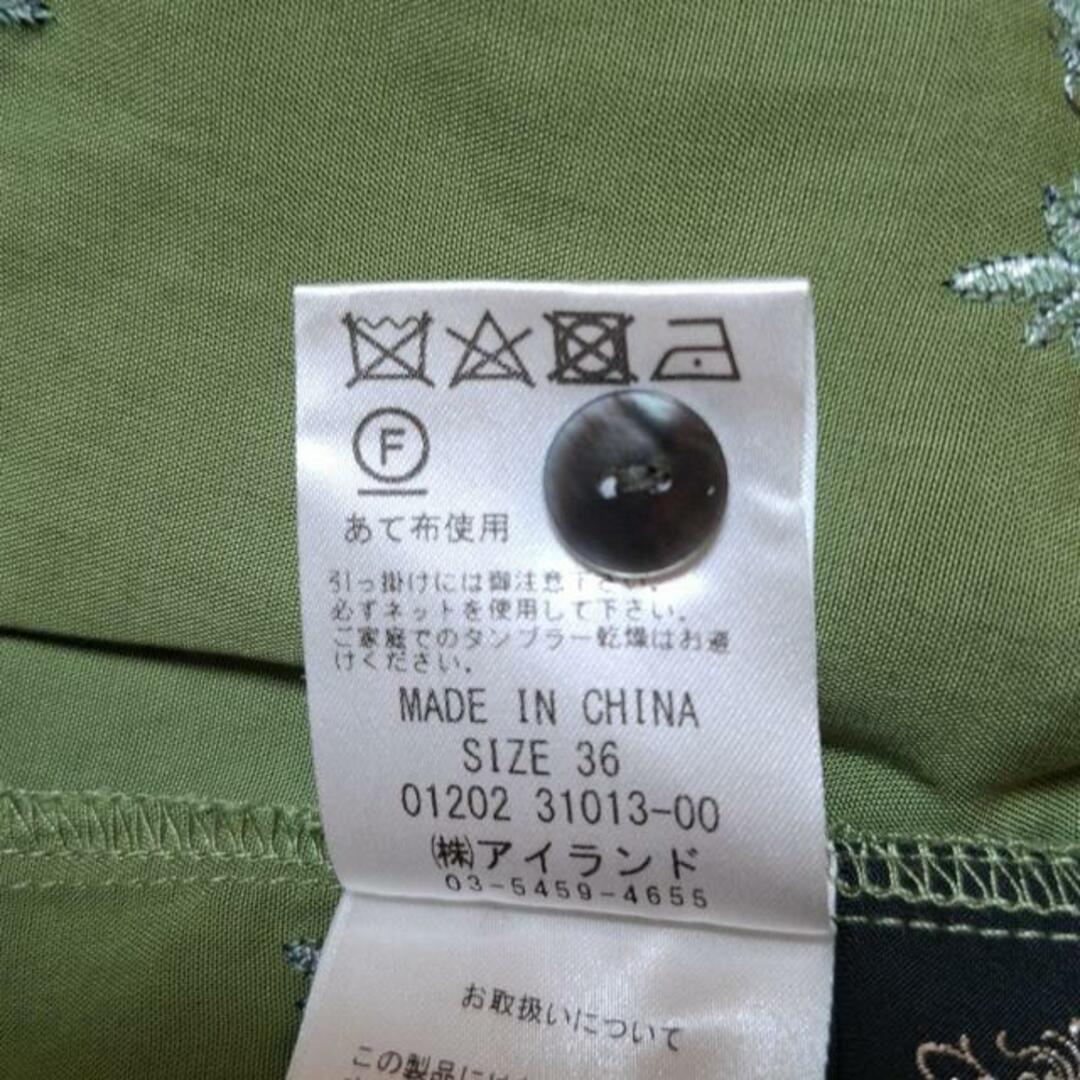 F
あて布使用
引っ掛けには御注意下さい.
必ずネットを使用して下さい.
ご家庭でのタンブラー乾燥はお避
けください.
MADE IN CHINA
SIZE 36
01202 31013-00
(株)アイランド
03-5459-4655
お取扱いについて
この製品には